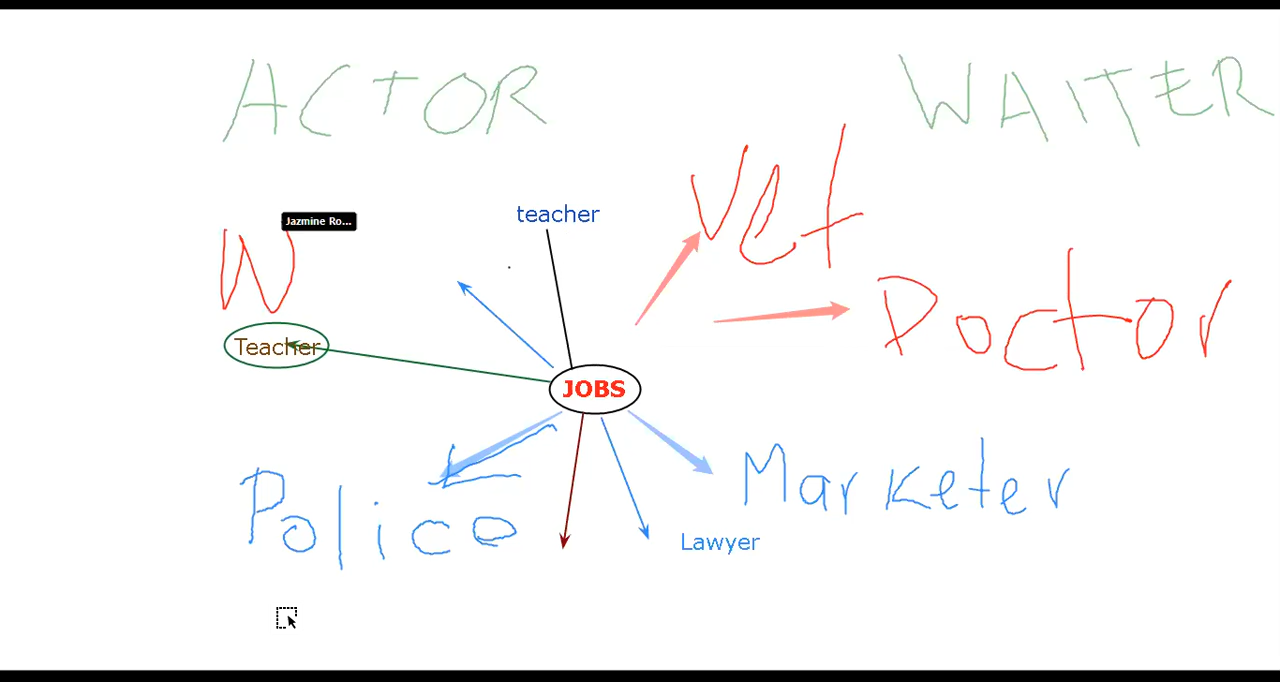 ACTOR
WAITER
Vet
teacher
Jazmine Ro...
W
Doctor
Teacher
JOBS
Marketer
Police
Lawyer